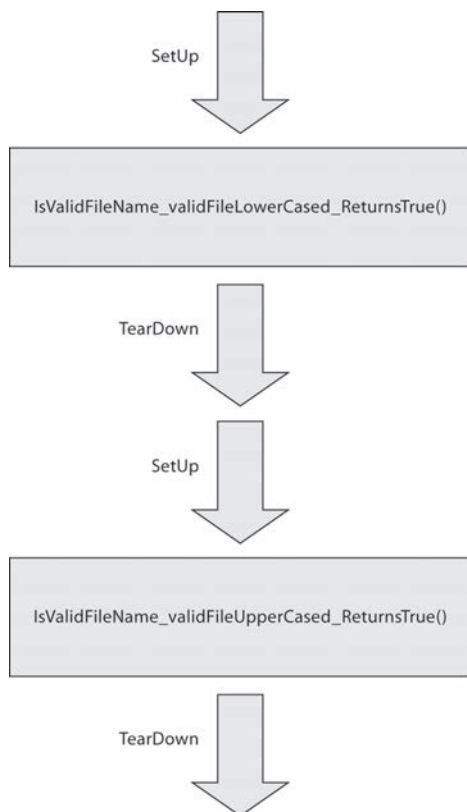 SetUp
IsValidFileName_validFileLowerCased_ReturnsTrue()
TearDown
SetUp
IsValidFileName_validFileUpperCased_ReturnsTrue()
TearDown